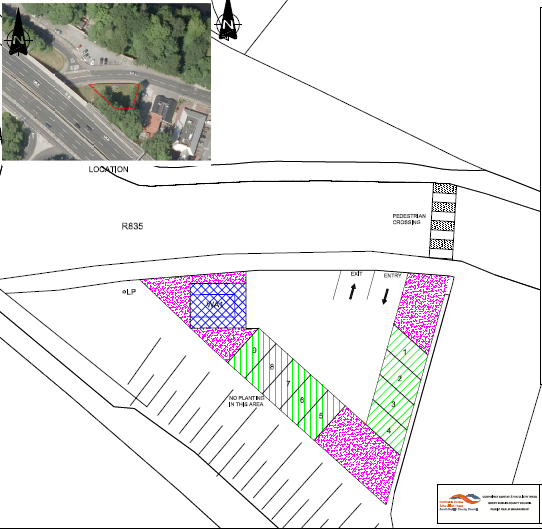 LOCATION
R835
PEDESTRIAN
CROSSING
EXIT
ENTRY
LP
1
2
3
4
9
8
7
6
5
NO PLANTING
IN THIS AREA